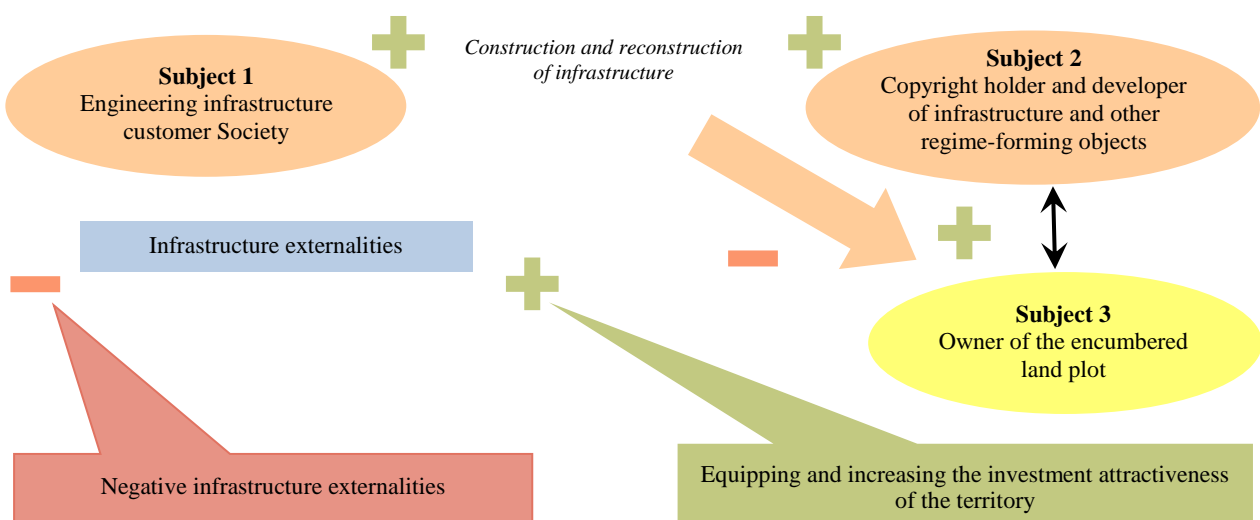 Subject 1
Engineering infrastructure
customer Society
Construction and reconstruction
of infrastructure
Subject 2
Copyright holder and developer
of infrastructure and other
regime-forming objects
Infrastructure externalities
Subject 3
Owner of the encumbered
land plot
Negative infrastructure externalities
Equipping and increasing the investment attractiveness
of the territory